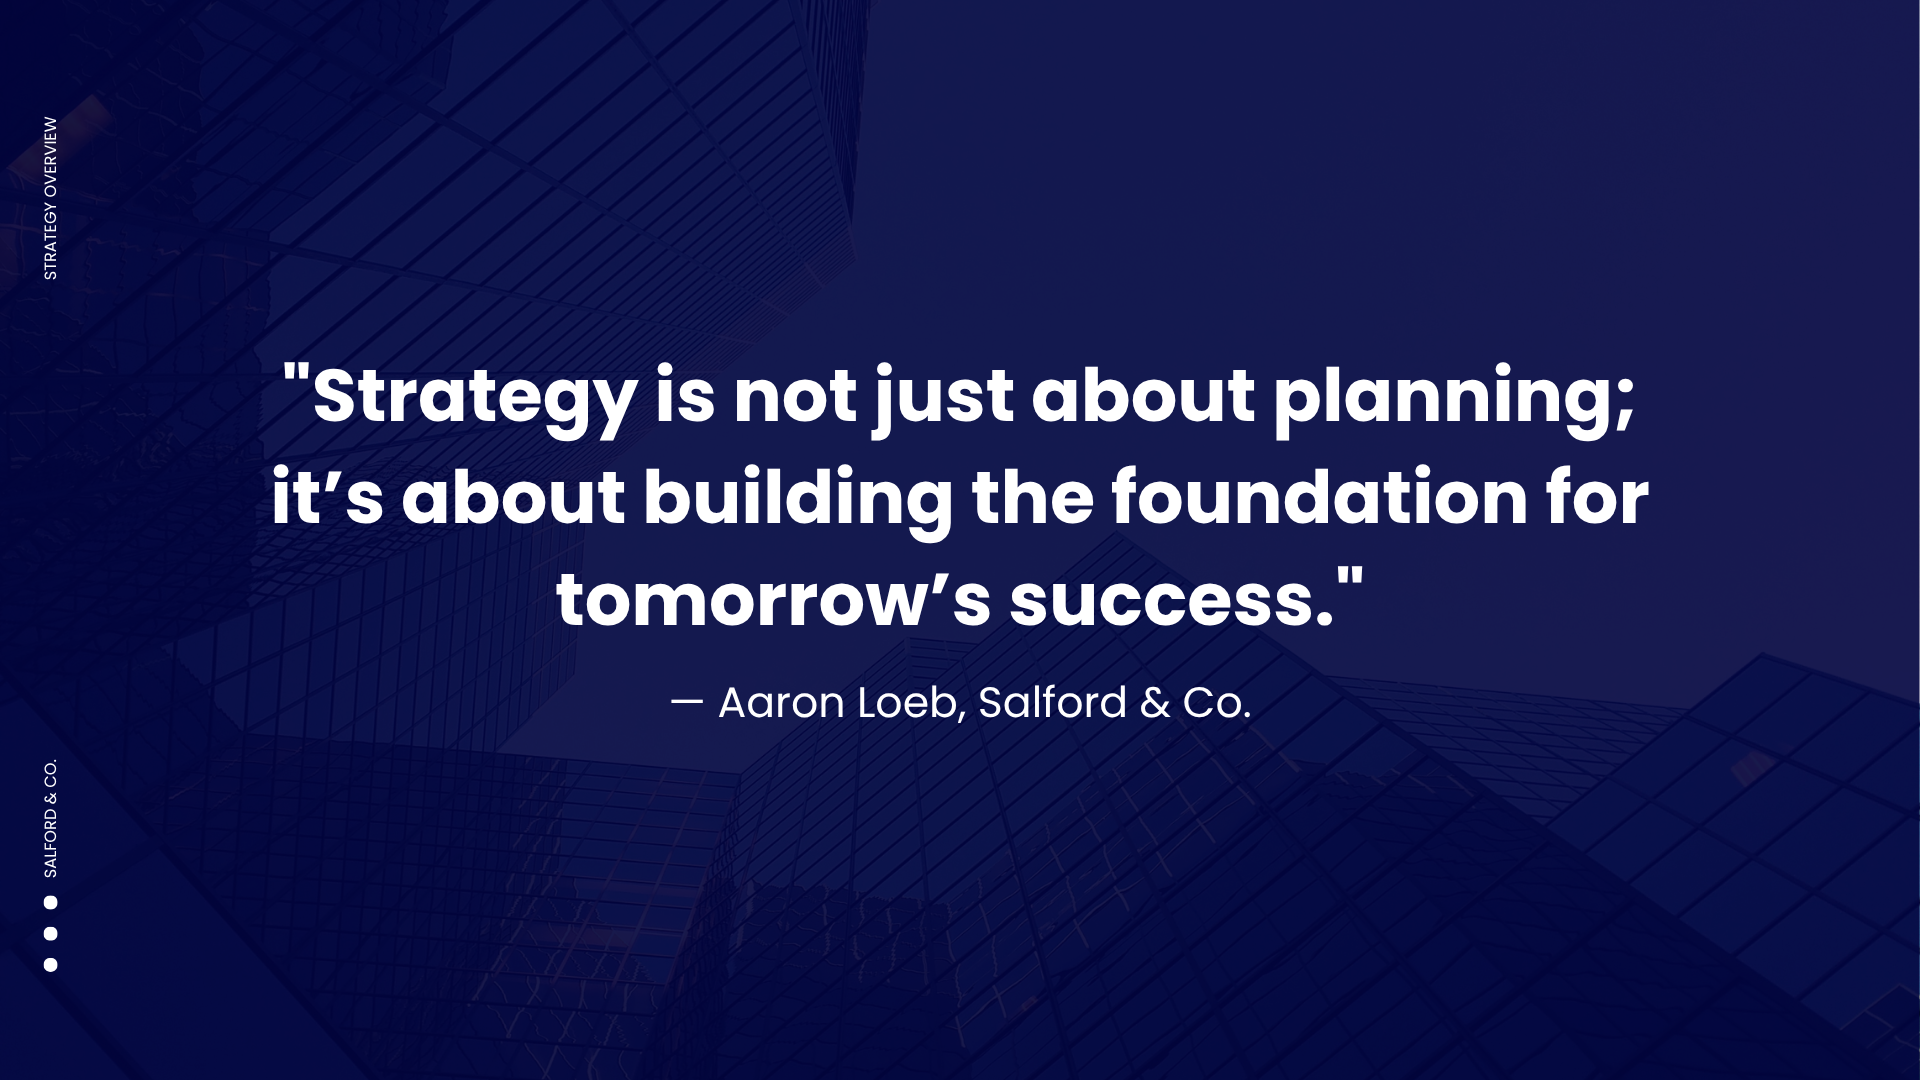 STRATEGY OVERVIEW
"Strategy is not just about planning;
it’s about building the foundation for
tomorrow’s success."
— Aaron Loeb, Salford & Co.
SALFORD & CO.